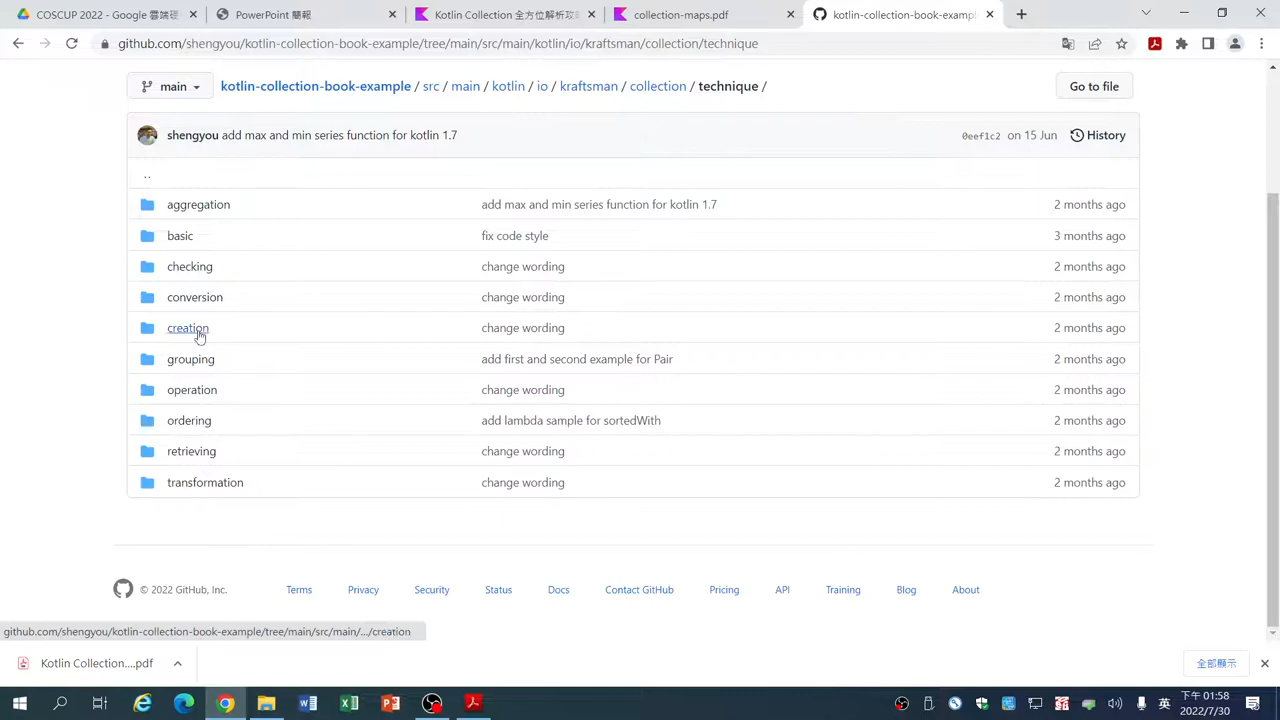 COSCUP 2022 - Google 雲端硬
PowerPoint 簡報
Kotlin Collection 全方位解析攻略
collection-maps.pdf
kotlin-collection-book-exampl
github.com/shengyou/kotlin-collection-book-example/tree/main/src/main/kotlin/io/kraftsman/collection/technique
main
kotlin-collection-book-example / src / main / kotlin / io / kraftsman / collection / technique /
Go to file
shengyou add max and min series function for kotlin 1.7
0eef1c2 on 15 Jun
History
..
aggregation add max and min series function for kotlin 1.7 2 months ago
basic fix code style 3 months ago
checking change wording 2 months ago
conversion change wording 2 months ago
creation change wording 2 months ago
grouping add first and second example for Pair 2 months ago
operation change wording 2 months ago
ordering add lambda sample for sortedWith 2 months ago
retrieving change wording 2 months ago
transformation change wording 2 months ago
© 2022 GitHub, Inc. Terms Privacy Security Status Docs Contact GitHub Pricing API Training Blog About
github.com/shengyou/kotlin-collection-book-example/tree/main/src/main/.../creation
Kotlin Collection....pdf
全部顯示
英
下午 01:58
2022/7/30